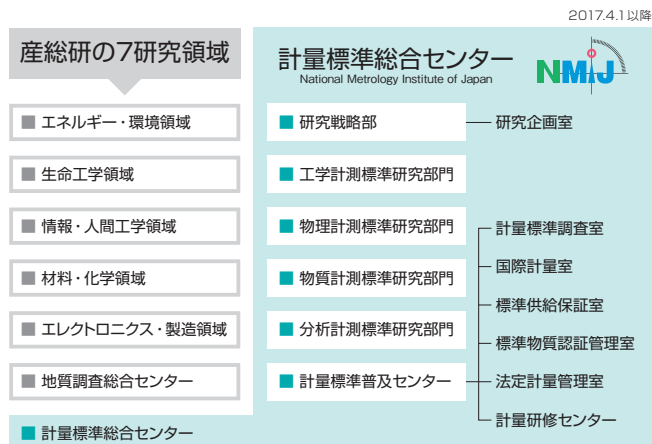 2017.4.1以降
産総研の7研究領域
■ エネルギー・環境領域
■ 生命工学領域
■ 情報・人間工学領域
■ 材料・化学領域
■ エレクトロニクス・製造領域
■ 地質調査総合センター
■ 計量標準総合センター
計量標準総合センター
National Metrology Institute of Japan
NMIJ
■ 研究戦略部
研究企画室
■ 工学計測標準研究部門
■ 物理計測標準研究部門
■ 物質計測標準研究部門
■ 分析計測標準研究部門
■ 計量標準普及センター
計量標準調査室
国際計量室
標準供給保証室
標準物質認証管理室
法定計量管理室
計量研修センター